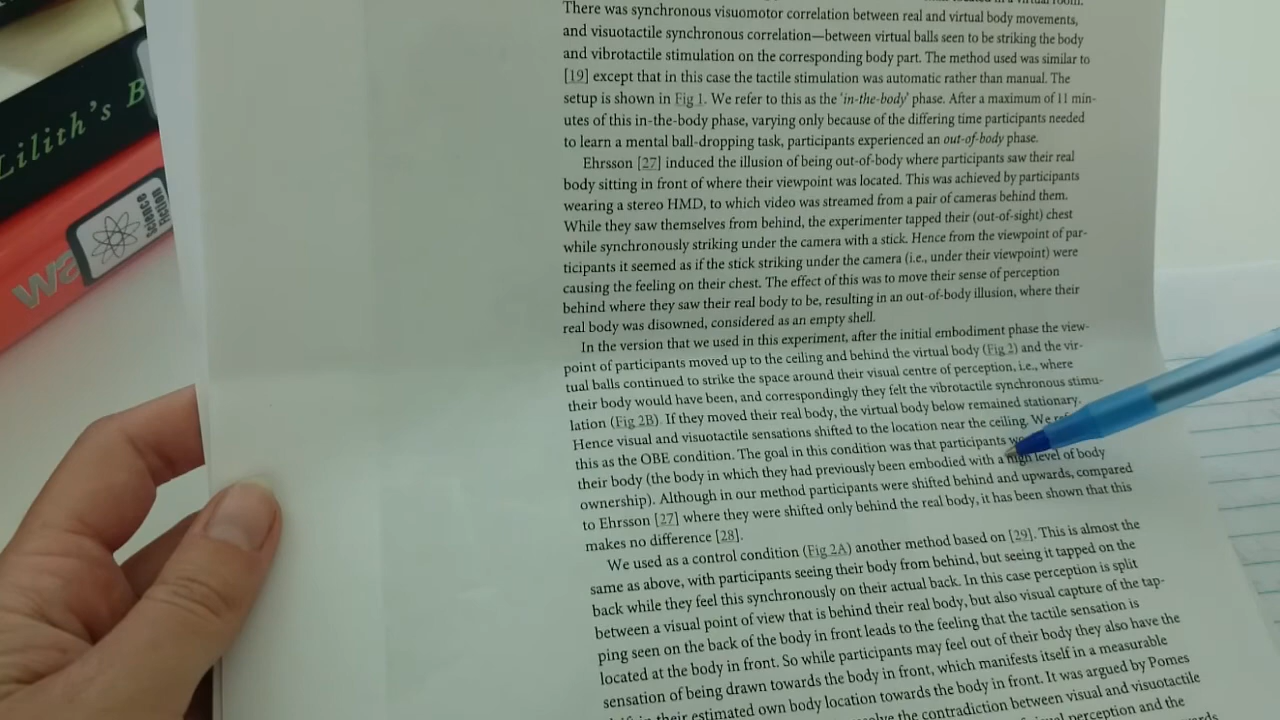 Lilith's B
wa
Science
Fiction
There was synchronous visuomotor correlation between real and virtual body movements,
and visuotactile synchronous correlation—between virtual balls seen to be striking the body
and vibrotactile stimulation on the corresponding body part. The method used was similar to
[19] except that in this case the tactile stimulation was automatic rather than manual. The
setup is shown in Fig 1. We refer to this as the 'in-the-body' phase. After a maximum of 11 min-
utes of this in-the-body phase, varying only because of the differing time participants needed
to learn a mental ball-dropping task, participants experienced an out-of-body phase.
Ehrsson [27] induced the illusion of being out-of-body where participants saw their real
body sitting in front of where their viewpoint was located. This was achieved by participants
wearing a stereo HMD, to which video was streamed from a pair of cameras behind them.
While they saw themselves from behind, the experimenter tapped their (out-of-sight) chest
while synchronously striking under the camera with a stick. Hence from the viewpoint of par-
ticipants it seemed as if the stick striking under the camera (i.e., under their viewpoint) were
causing the feeling on their chest. The effect of this was to move their sense of perception
behind where they saw their real body to be, resulting in an out-of-body illusion, where their
real body was disowned, considered as an empty shell.
In the version that we used in this experiment, after the initial embodiment phase the view-
point of participants moved up to the ceiling and behind the virtual body (Fig 2) and the vir-
tual balls continued to strike the space around their visual centre of perception, i.e., where
their body would have been, and correspondingly they felt the vibrotactile synchronous stimu-
lation (Fig 2B). If they moved their real body, the virtual body below remained stationary.
Hence visual and visuotactile sensations shifted to the location near the ceiling. We
this as the OBE condition. The goal in this condition was that participants
their body (the body in which they had previously been embodied with a high level of body
ownership). Although in our method participants were shifted behind and upwards, compared
to Ehrsson [27] where they were shifted only behind the real body, it has been shown that this
makes no difference [28].
We used as a control condition (Fig 2A) another method based on [29]. This is almost the
same as above, with participants seeing their body from behind, but seeing it tapped on the
back while they feel this synchronously on their actual back. In this case perception is split
between a visual point of view that is behind their real body, but also visual capture of the tap-
ping seen on the back of the body in front leads to the feeling that the tactile sensation is
located at the body in front. So while participants may feel out of their body they also have the
sensation of being drawn towards the body in front, which manifests itself in a measurable
in their estimated own body location towards the body in front. It was argued by Pomes
the contradiction between visual and visuotactile
perception and the